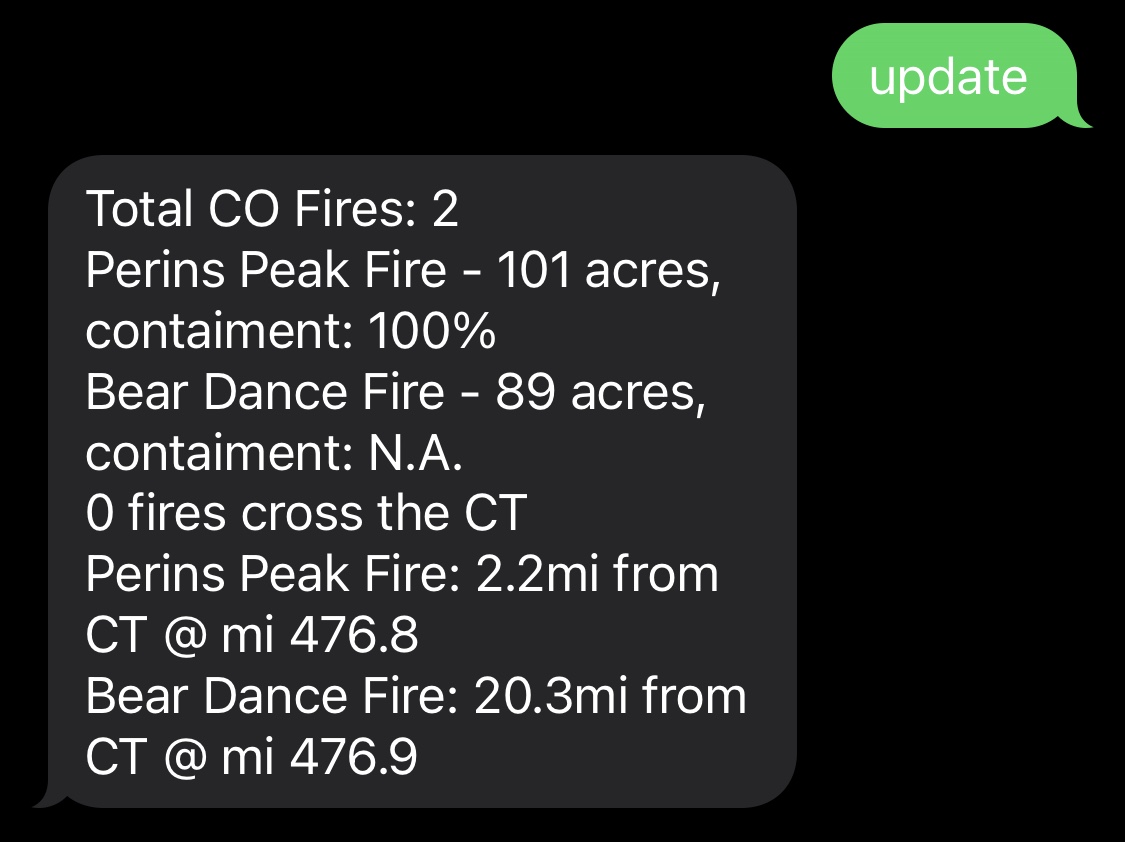 update
Total CO Fires: 2
Perins Peak Fire - 101 acres,
contaiment: 100%
Bear Dance Fire - 89 acres,
contaiment: N.A.
0 fires cross the CT
Perins Peak Fire: 2.2mi from
CT @ mi 476.8
Bear Dance Fire: 20.3mi from
CT @ mi 476.9